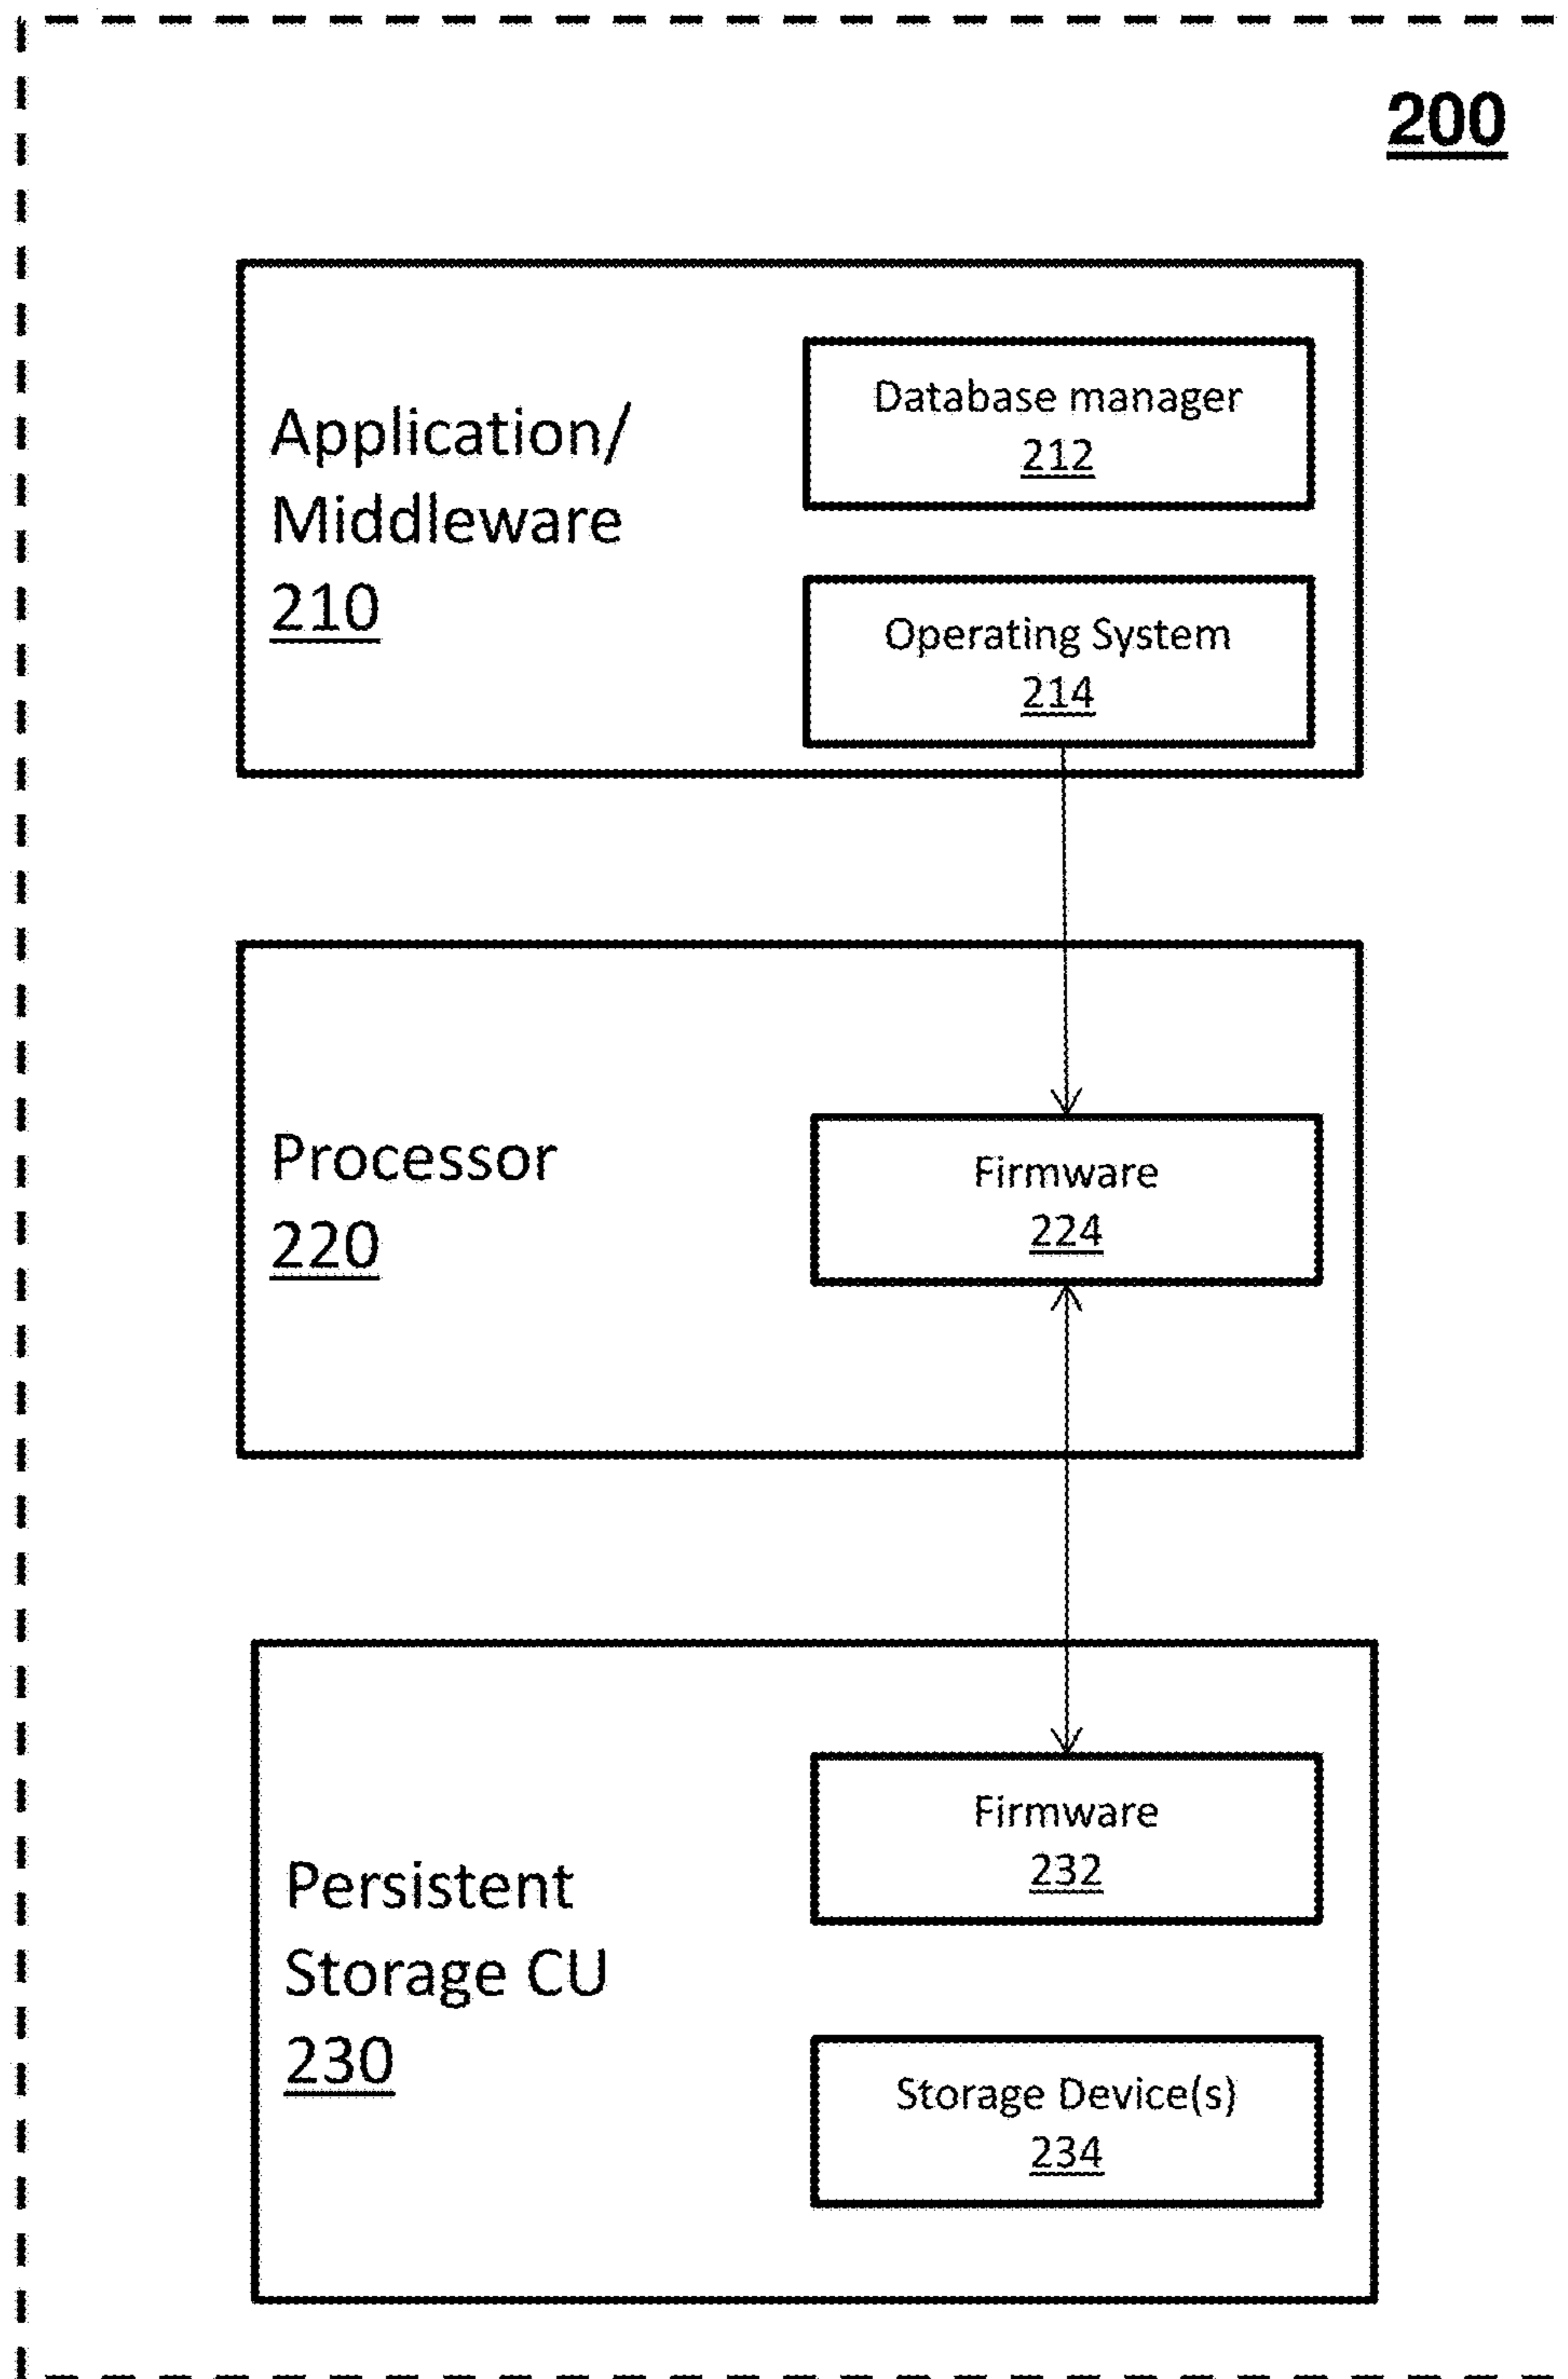 200
Application/
Middleware
210
Database manager
212
Operating System
214
Processor
220
Firmware
224
Persistent
Storage CU
230
Firmware
232
Storage Device(s)
234